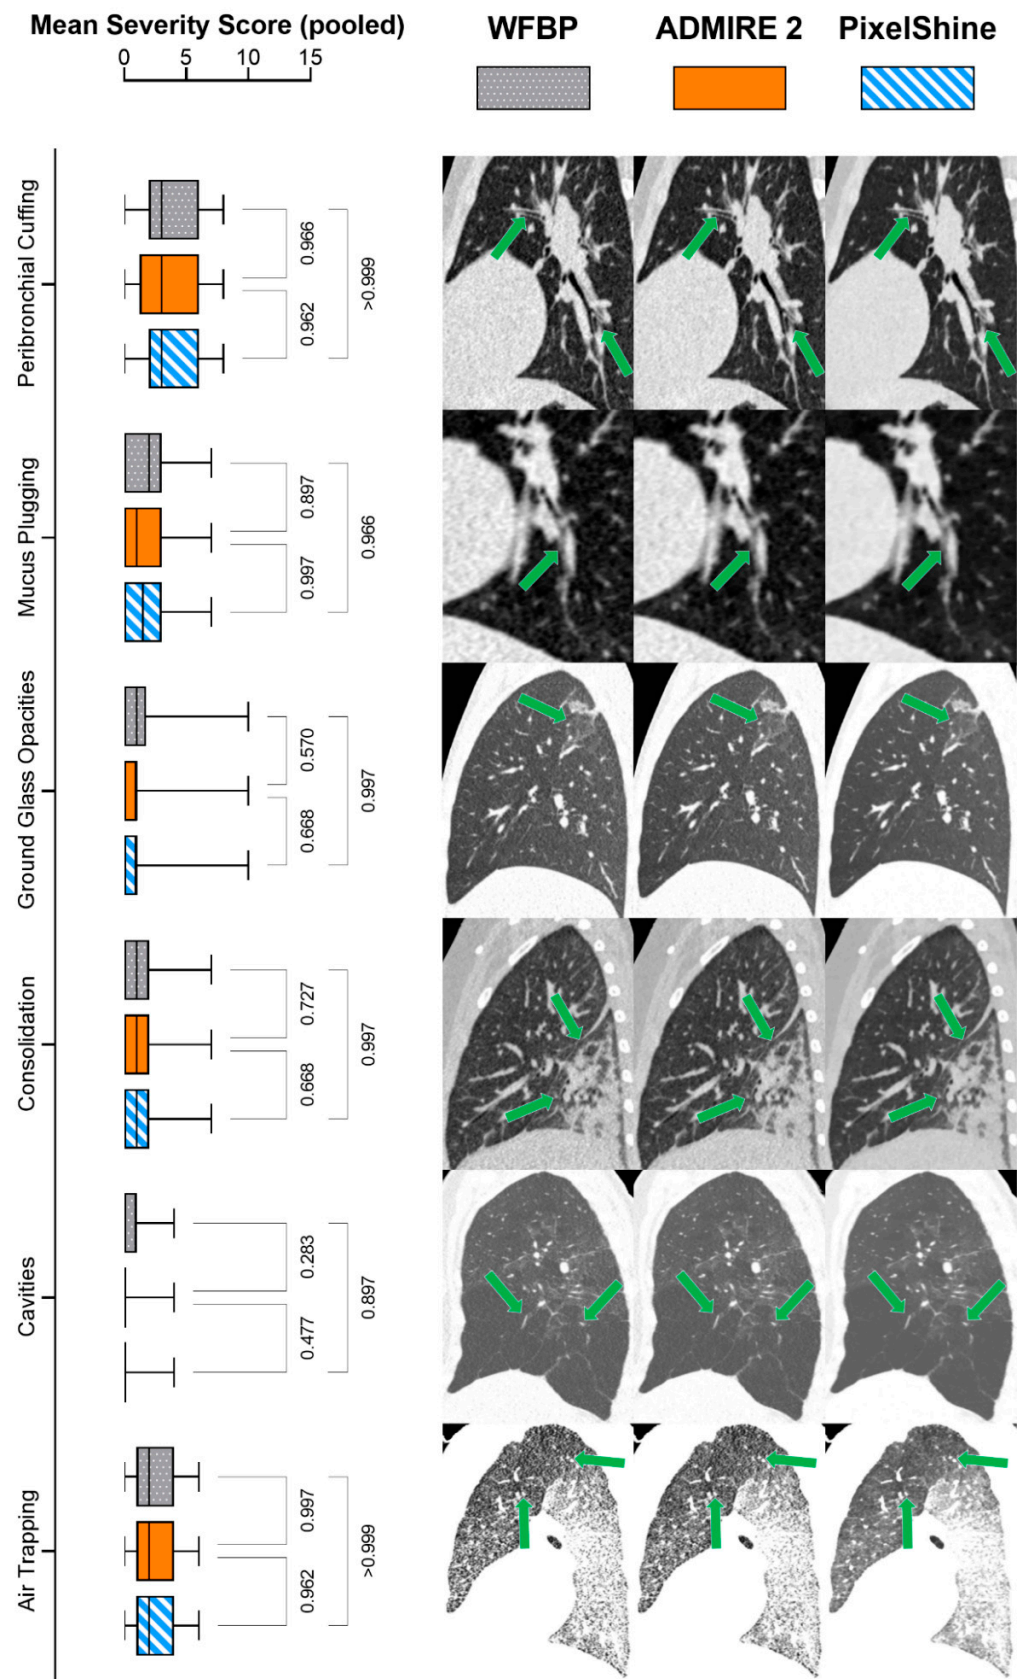 Mean Severity Score (pooled)
0 5 10 15
WFBP ADMIRE 2 PixelShine
Peribronchial Cuffing
0.966
0.962
>0.999
Mucus Plugging
0.897
0.997
0.966
Ground Glass Opacities
0.570
0.668
0.997
Consolidation
0.727
0.668
0.997
Cavities
0.283
0.477
0.897
Air Trapping
0.997
0.962
>0.999